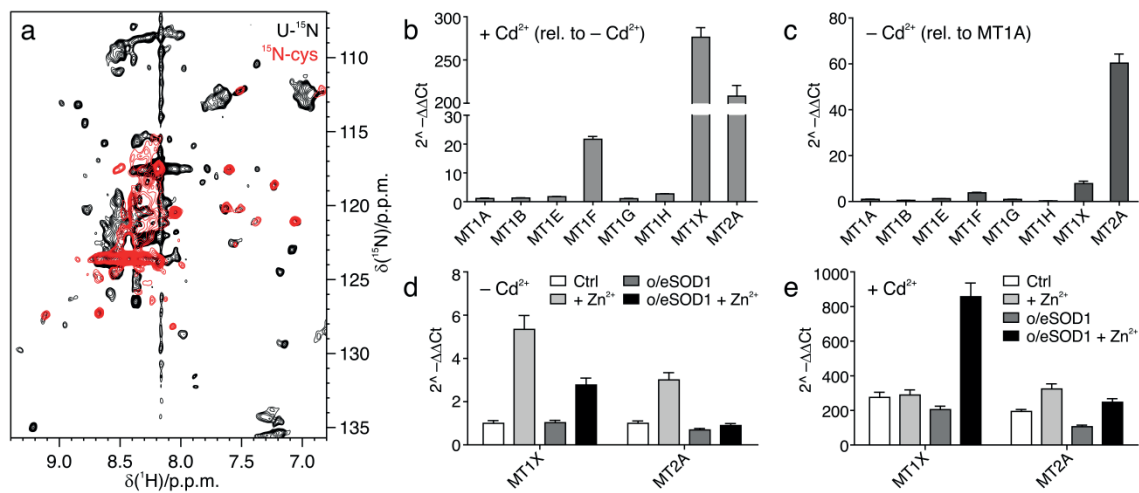 a
U-¹⁵N
¹⁵N-cys
115
120
124
130
135
δ(¹⁵N)/p.p.m.
9.0 8.5 8.0 7.5 7.0
δ(¹H)/p.p.m.
b
+ Cd²⁺ (rel. to – Cd²⁺)
300
250
200
20
10
0
2^ –ΔΔCt
MT1A MT1B MT1E MT1F MT1G MT1H MT1X MT2A
c
– Cd²⁺ (rel. to MT1A)
80
60
40
20
0
2^ –ΔΔCt
MT1A MT1B MT1E MT1F MT1G MT1H MT1X MT2A
d
– Cd²⁺
Ctrl
+ Zn²⁺
o/eSOD1
o/eSOD1 + Zn²⁺
8
6
4
2
0
2^ –ΔΔCt
MT1X MT2A
e
+ Cd²⁺
Ctrl
+ Zn²⁺
o/eSOD1
o/eSOD1 + Zn²⁺
1000
800
600
400
200
0
2^ –ΔΔCt
MT1X MT2A